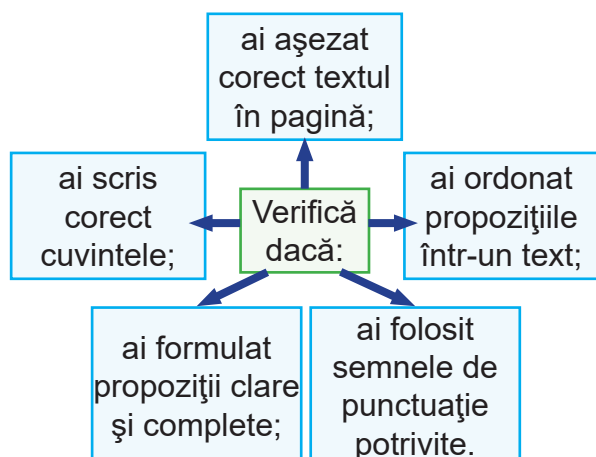 ai aşezat
corect textul
în pagină;
ai scris
corect
cuvintele;
Verifică
dacă:
ai ordonat
propoziţiile
într-un text;
ai formulat
propoziţii clare
şi complete;
ai folosit
semnele de
punctuaţie
potrivite.